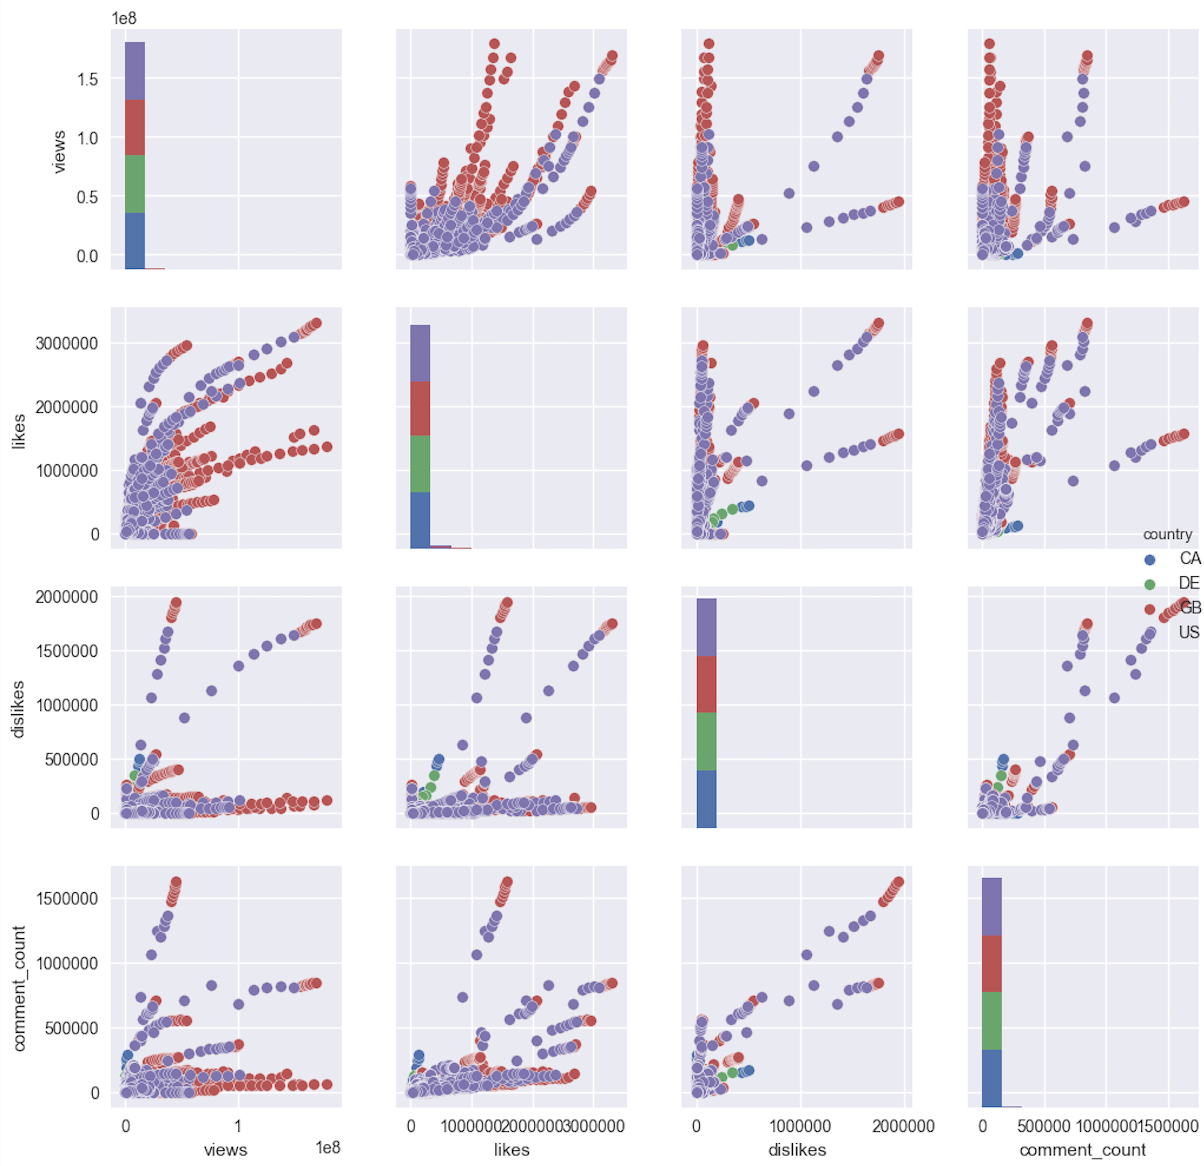 1e8
1.5
1.0
0.5
0.0
views
3000000
2000000
1000000
0
likes
country
CA
DE
GB
US
2000000
1500000
1000000
500000
0
dislikes
1500000
1000000
500000
0
comment_count
0 1 0 1000000 2000000 3000000 0 1000000 2000000 0 500000 1000000 1500000
1e8
views likes dislikes comment_count